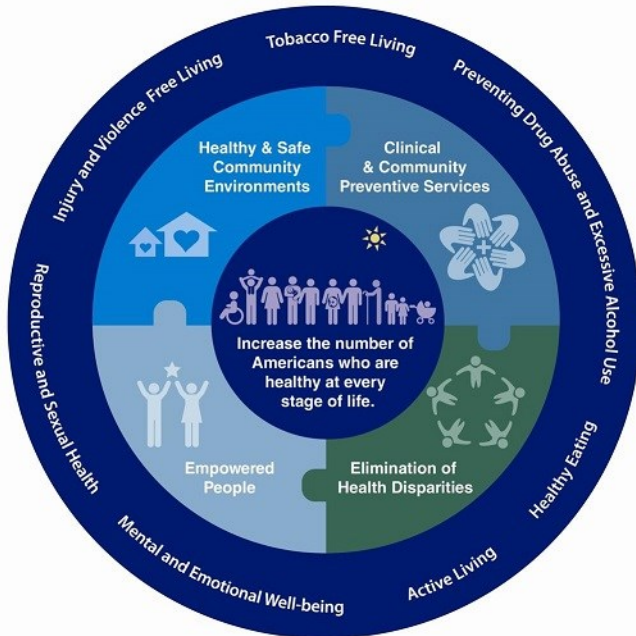 Tobacco Free Living
Preventing Drug Abuse and Excessive Alcohol Use
Healthy Eating
Active Living
Mental and Emotional Well-being
Reproductive and Sexual Health
Injury and Violence Free Living
Healthy & Safe
Community
Environments
Clinical
& Community
Preventive Services
Increase the number of
Americans who are
healthy at every
stage of life.
Empowered
People
Elimination of
Health Disparities